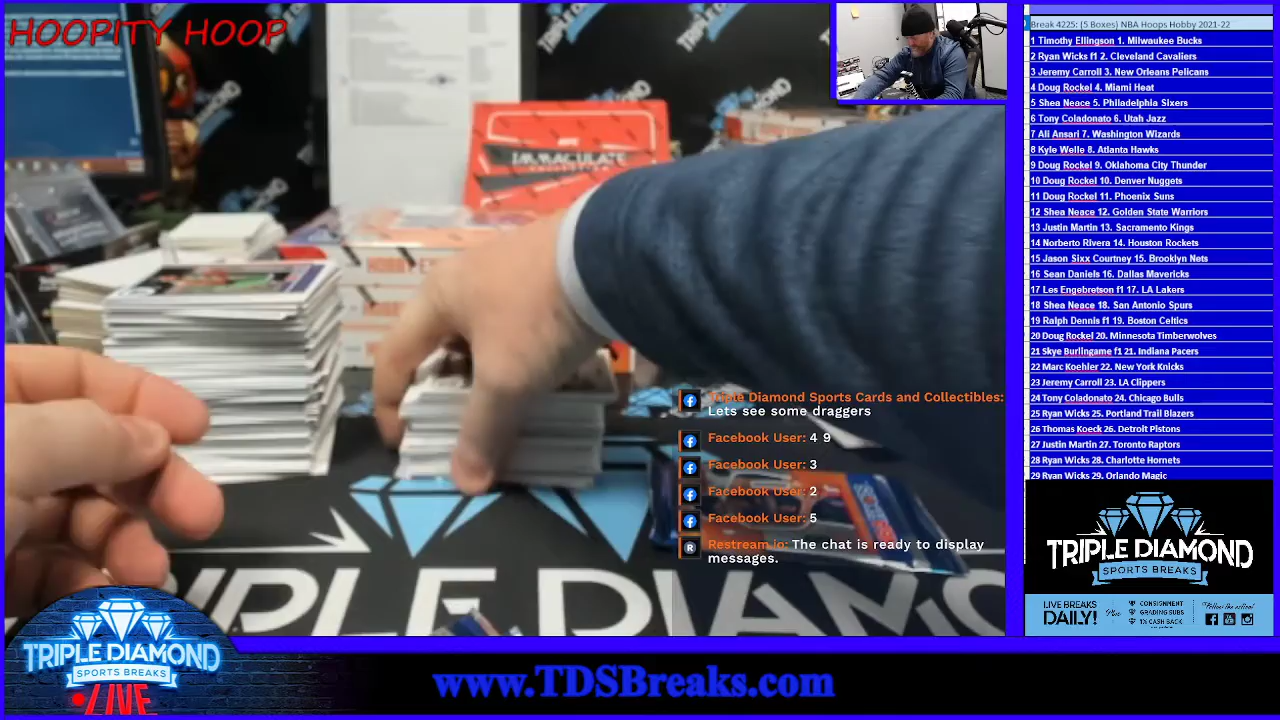 HOOPITY HOOP
IMMACULATE
Triple Diamond Sports Cards and Collectibles:
Lets see some draggers
Facebook User: 4 9
Facebook User: 3
Facebook User: 2
Facebook User: 5
Restream.io: The chat is ready to display
messages.
TRIPLE DIAMOND
Break 4225: (5 Boxes) NBA Hoops Hobby 2021-22
1 Timothy Ellingson 1. Milwaukee Bucks
2 Ryan Wicks f1 2. Cleveland Cavaliers
3 Jeremy Carroll 3. New Orleans Pelicans
4 Doug Rockel 4. Miami Heat
5 Shea Neace 5. Philadelphia Sixers
6 Tony Coladonato 6. Utah Jazz
7 Ali Ansari 7. Washington Wizards
8 Kyle Welle 8. Atlanta Hawks
9 Doug Rockel 9. Oklahoma City Thunder
10 Doug Rockel 10. Denver Nuggets
11 Doug Rockel 11. Phoenix Suns
12 Shea Neace 12. Golden State Warriors
13 Justin Martin 13. Sacramento Kings
14 Norberto Rivera 14. Houston Rockets
15 Jason Sixx Courtney 15. Brooklyn Nets
16 Sean Daniels 16. Dallas Mavericks
17 Les Engebretson f1 17. LA Lakers
18 Shea Neace 18. San Antonio Spurs
19 Ralph Dennis f1 19. Boston Celtics
20 Doug Rockel 20. Minnesota Timberwolves
21 Skye Burlingame f1 21. Indiana Pacers
22 Marc Koehler 22. New York Knicks
23 Jeremy Carroll 23. LA Clippers
24 Tony Coladonato 24. Chicago Bulls
25 Ryan Wicks 25. Portland Trail Blazers
26 Thomas Koeck 26. Detroit Pistons
27 Justin Martin 27. Toronto Raptors
28 Ryan Wicks 28. Charlotte Hornets
29 Ryan Wicks 29. Orlando Magic
TRIPLE DIAMOND
SPORTS BREAKS
LIVE BREAKS
DAILY!
Plus
CONSIGNMENT
GRADING SUBS
1% CASH BACK
Follow the action!
TRIPLE DIAMOND
SPORTS BREAKS
LIVE
www.TDSBreaks.com